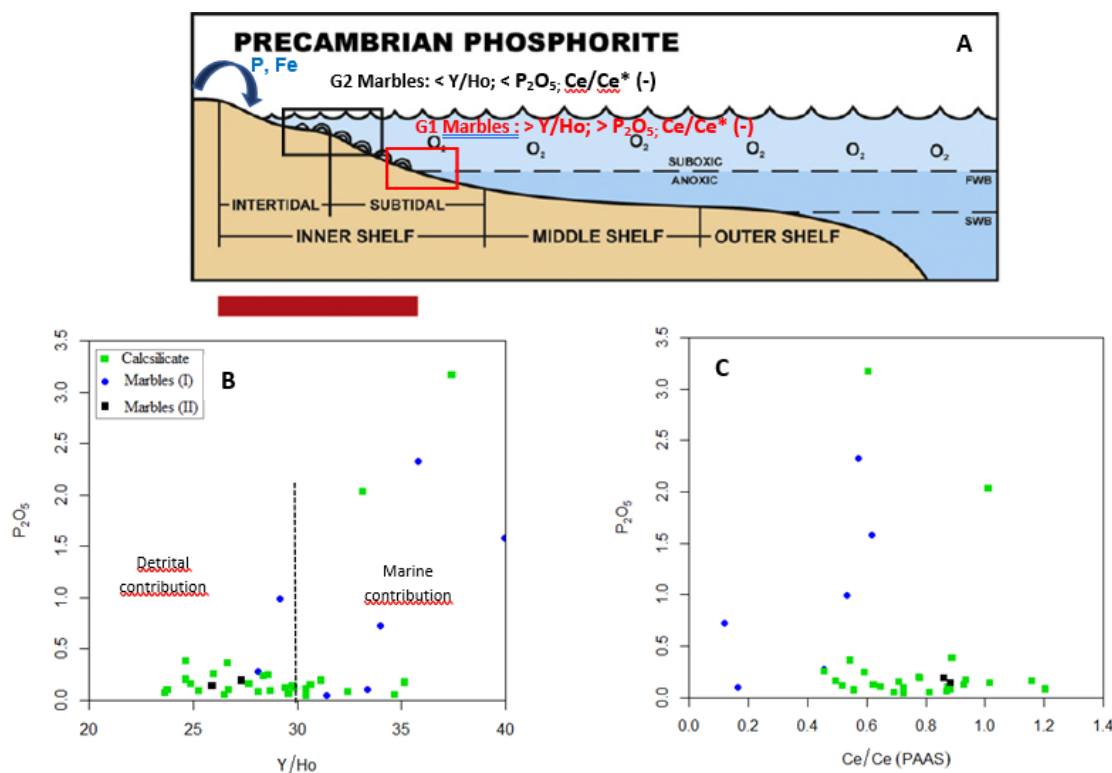 PRECAMBRIAN PHOSPHORITE
A
P, Fe
G2 Marbles: < Y/Ho; < P₂O₅; Ce/Ce* (-)
G1 Marbles : > Y/Ho; > P₂O₅; Ce/Ce* (-)
O₂ O₂ O₂ O₂ O₂ O₂
SUBOXIC
ANOXIC FWB
INTERTIDAL SUBTIDAL SWB
INNER SHELF MIDDLE SHELF OUTER SHELF
B
Calcsilicate
Marbles (I)
Marbles (II)
Detrital
contribution
Marine
contribution
P₂O₅
0.0 0.5 1.0 1.5 2.0 2.5 3.0 3.5
20 25 30 35 40
Y/Ho
C
P₂O₅
0.0 0.5 1.0 1.5 2.0 2.5 3.0 3.5
0.0 0.2 0.4 0.6 0.8 1.0 1.2 1.4
Ce/Ce (PAAS)